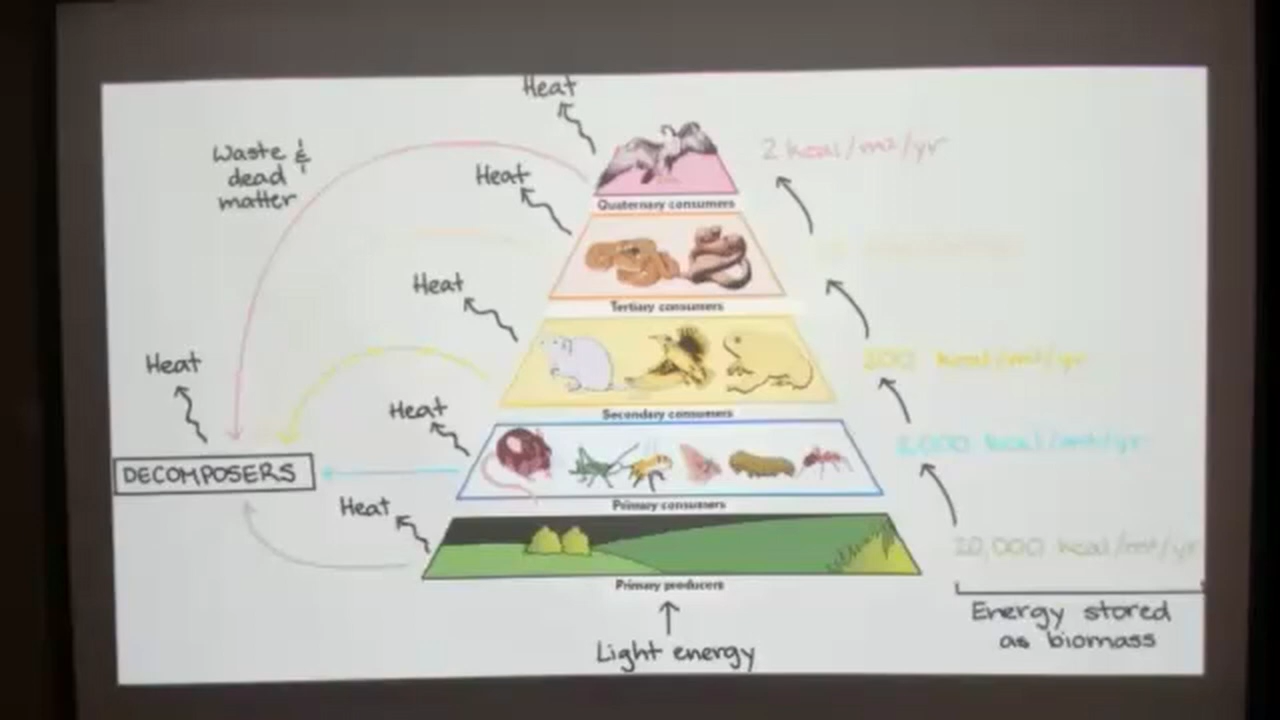 Heat
Waste &
dead
matter
Heat
2 kcal/m²/yr
Quaternary consumers
Heat
Tertiary consumers
Heat
200 kcal/m²/yr
Secondary consumers
Heat
2,000 kcal/m²/yr
DECOMPOSERS
Primary consumers
Heat
20,000 kcal/m²/yr
Primary producers
Energy stored
as biomass
Light energy